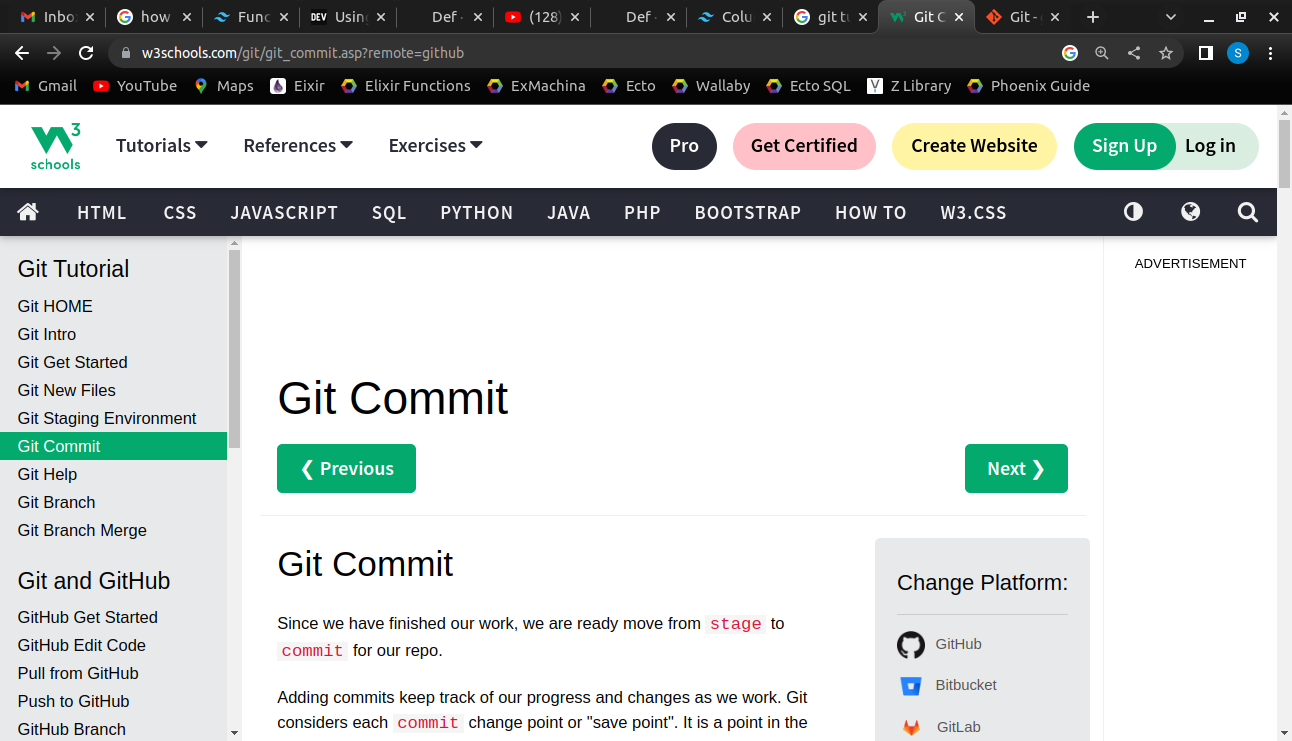 Inbo
how
Func
DEV
Usin
Def
(128)
Def
Colu
git tu
Git C
Git -
w3schools.com/git/git_commit.asp?remote=github
S
Gmail
YouTube
Maps
Eixir
Elixir Functions
ExMachina
Ecto
Wallaby
Ecto SQL
Z Library
Phoenix Guide
W3
schools
Tutorials
References
Exercises
Pro
Get Certified
Create Website
Sign Up
Log in
HTML
CSS
JAVASCRIPT
SQL
PYTHON
JAVA
PHP
BOOTSTRAP
HOW TO
W3.CSS
Git Tutorial
Git HOME
Git Intro
Git Get Started
Git New Files
Git Staging Environment
Git Commit
Git Help
Git Branch
Git Branch Merge
Git and GitHub
GitHub Get Started
GitHub Edit Code
Pull from GitHub
Push to GitHub
GitHub Branch
Git Commit
❮ Previous
Next ❯
Git Commit
Since we have finished our work, we are ready move from stage to
commit for our repo.
Adding commits keep track of our progress and changes as we work. Git
considers each commit change point or "save point". It is a point in the
Change Platform:
GitHub
Bitbucket
GitLab
ADVERTISEMENT